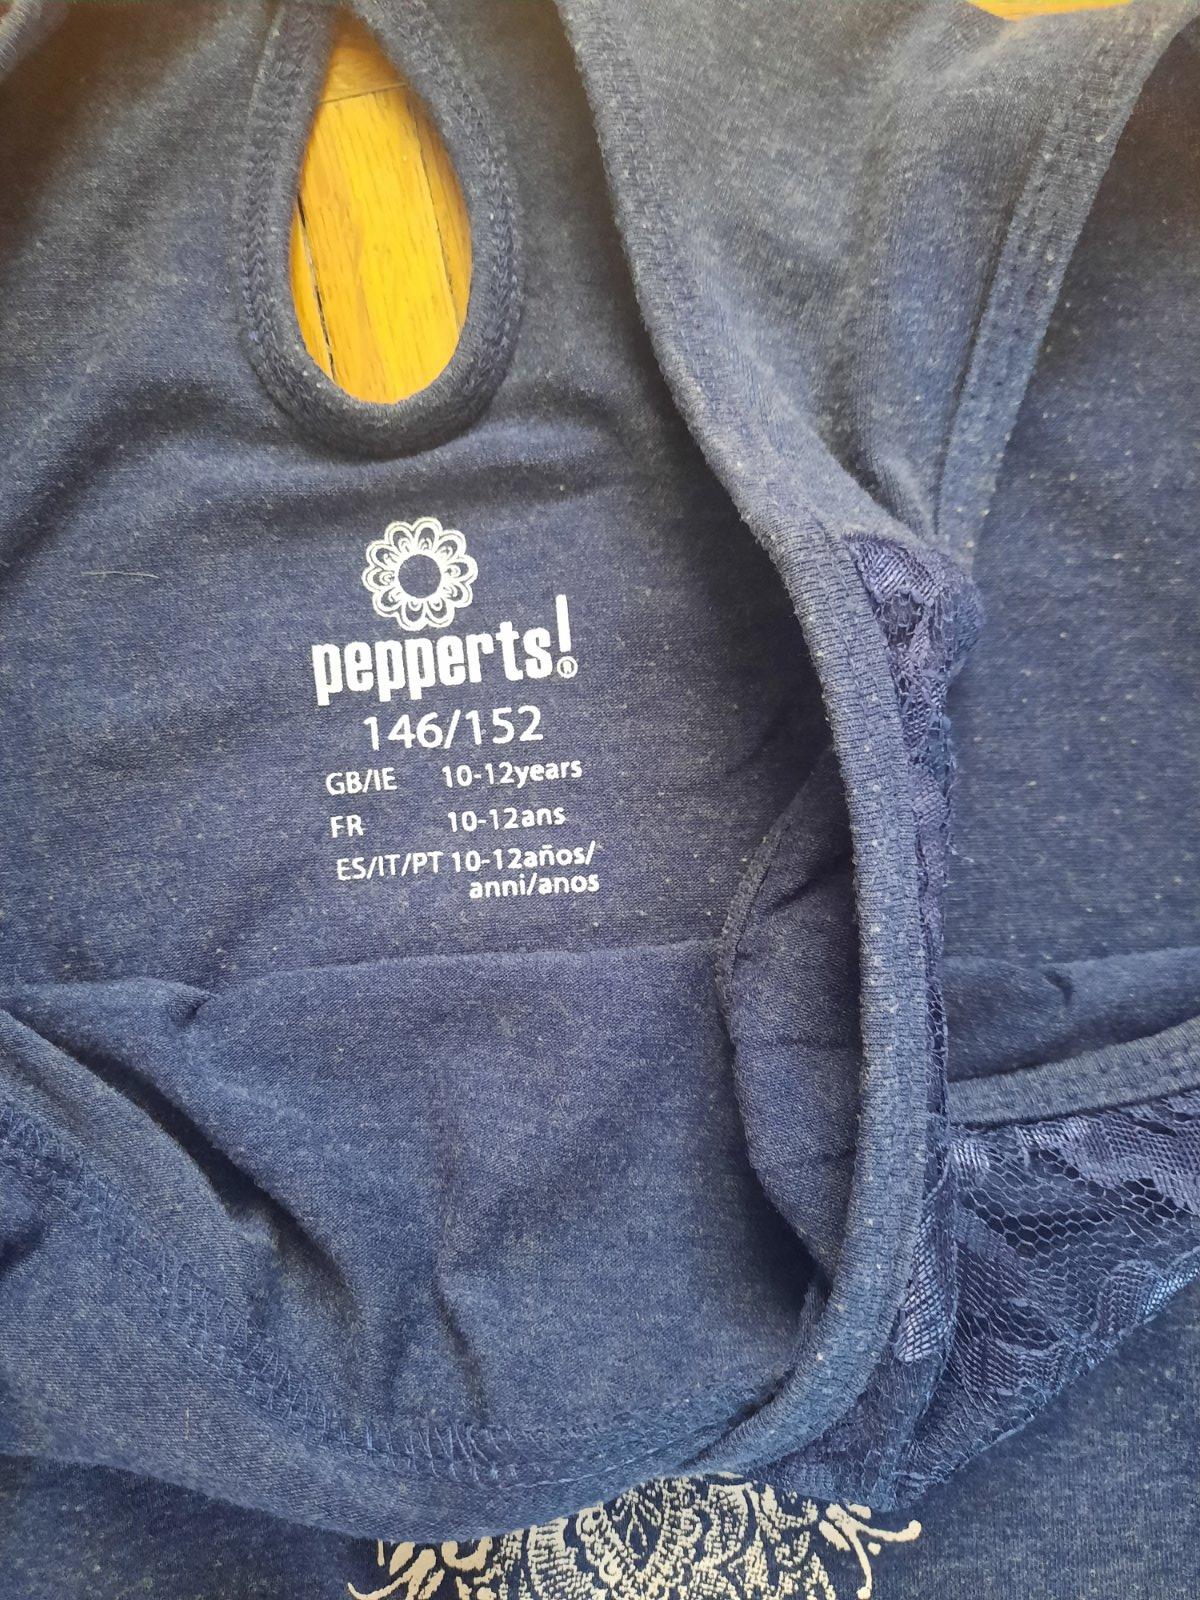 pepperts!®
146/152
GB/IE 10-12years
FR 10-12ans
ES/IT/PT 10-12años/
anni/anos